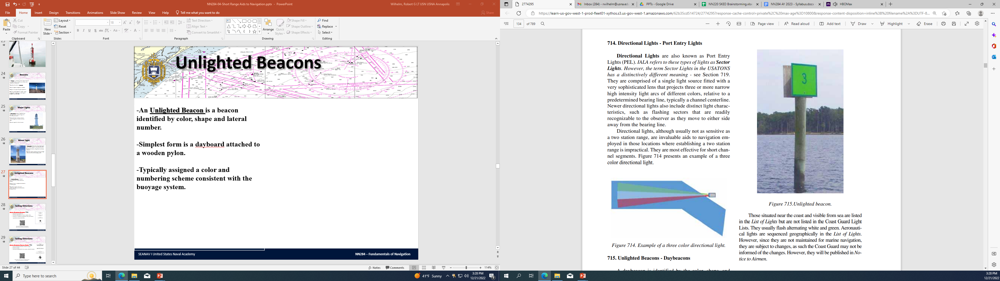 NN284-04-Short Range Aids to Navigation.pptx - PowerPoint
Wilhelm, Robert G LT USN USNA Annapolis
File Home Insert Design Transitions Animations Slide Show Review View Help Tell me what you want to do
Share
Paste
Cut
Copy
Format Painter
Clipboard
New Slide
Layout
Reset
Section
Slides
18
Font
Text Direction
Align Text
Convert to SmartArt
Paragraph
Arrange
Quick Styles
Shape Fill
Shape Outline
Shape Effects
Drawing
Find
Replace
Select
Editing
24
Beacons
25
Major Lights
26
Minor Light
27
Unlighted Beacons
28
Sailing Directions
29
Sailing Directions
Unlighted Beacons
-An Unlighted Beacon is a beacon
identified by color, shape and lateral
number.
-Simplest form is a dayboard attached to
a wooden pylon.
-Typically assigned a color and
numbering scheme consistent with the
buoyage system.
SEANAV I United States Naval Academy
NN284 – Fundamentals of Navigation
Slide 27 of 44
Notes
Comments
114%
Type here to search
41°F Sunny
3:28 PM
12/21/2022
2774295
Inbox (284) - rwilhelm@usna.edu
PPTs - Google Drive
NN220 SKED Brainstorming.xlsx
NN284 AY 2023 - Syllabus.docx
HBOMax
https://learn-us-gov-west-1-prod-fleet01-xythos.s3.us-gov-west-1.amazonaws.com/62b35cd514724/2774295?response-cache-control=private%2C%20max-age%3D10800&response-content-disposition=inline%3B%20filename%2A%3DUTF-8...
134 of 789
Page view
Read aloud
Add text
Draw
Highlight
Erase
714. Directional Lights - Port Entry Lights
Directional Lights are also known as Port Entry
Lights (PEL). IALA refers to these types of lights as Sector
Lights. However, the term Sector Lights in the USATONS
has a distinctively different meaning - see Section 719.
They are comprised of a single light source fitted with a
very sophisticated lens that projects three or more narrow
high intensity light arcs of different colors, relative to a
predetermined bearing line, typically a channel centerline.
Newer directional lights also include distinct light charac-
teristics, such as flashing sectors that are readily
recognizable to the observer as they move to either side
away from the bearing line.
Directional lights, although usually not as sensitive as
a two station range, are invaluable aids to navigation em-
ployed in those locations where establishing a two station
range is impractical. They are most effective for short chan-
nel segments. Figure 714 presents an example of a three
color directional light.
Figure 714. Example of a three color directional light.
715. Unlighted Beacons - Daybeacons
A daybeacon is identified by the color, shape, and
3
Figure 715.Unlighted beacon.
Those situated near the coast and visible from sea are listed
in the List of Lights but are not listed in the Coast Guard Light
Lists. They usually flash alternating white and green. Aeronauti-
cal lights are sequenced geographically in the List of Lights.
However, since they are not maintained for marine navigation,
they are subject to changes, as such the Coast Guard may not be
informed of the changes. However, they will be published in No-
tice to Airmen.
3:28 PM
12/21/2022